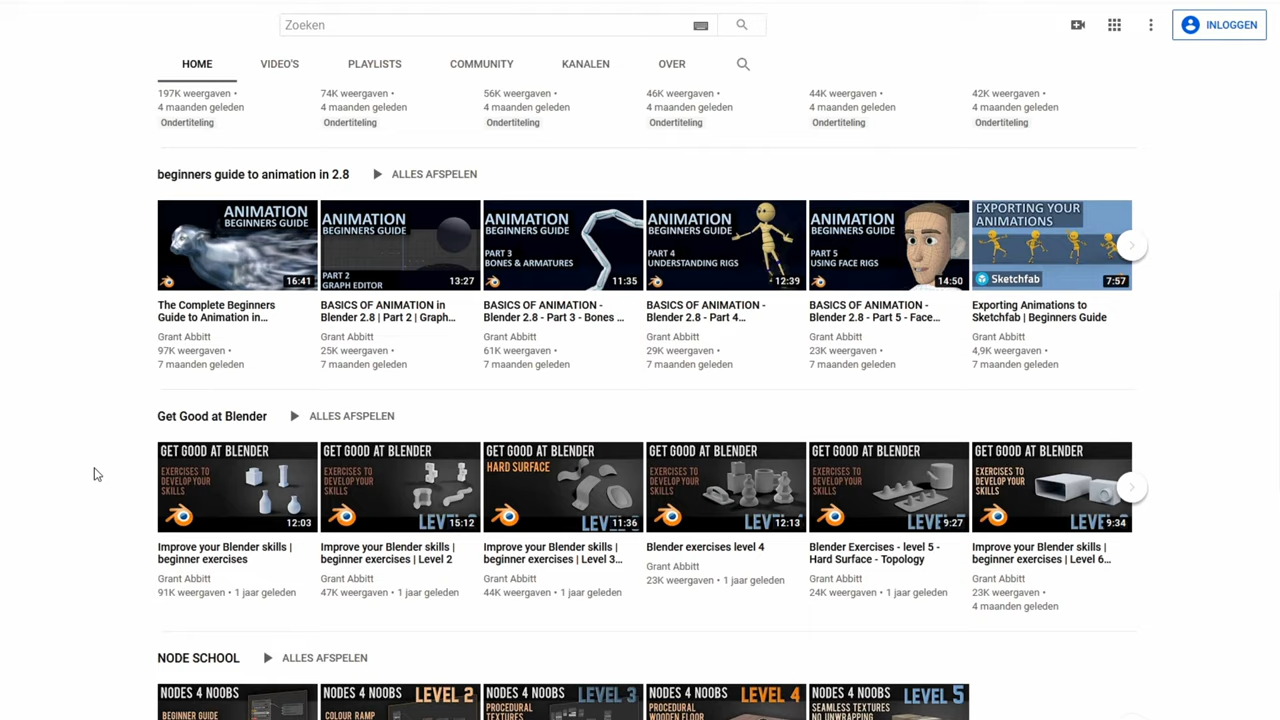 Zoeken
INLOGGEN
HOME VIDEO'S PLAYLISTS COMMUNITY KANALEN OVER
197K weergaven • 74K weergaven • 56K weergaven • 46K weergaven • 44K weergaven • 42K weergaven •
4 maanden geleden 4 maanden geleden 4 maanden geleden 4 maanden geleden 4 maanden geleden 4 maanden geleden
Ondertiteling Ondertiteling Ondertiteling Ondertiteling Ondertiteling Ondertiteling
beginners guide to animation in 2.8 ALLES AFSPELEN
ANIMATION
BEGINNERS GUIDE
16:41
ANIMATION
BEGINNERS GUIDE
PART 2
GRAPH EDITOR
13:27
ANIMATION
BEGINNERS GUIDE
PART 3
BONES & ARMATURES
11:35
ANIMATION
BEGINNERS GUIDE
PART 4
UNDERSTANDING RIGS
12:39
ANIMATION
BEGINNERS GUIDE
PART 5
USING FACE RIGS
14:50
EXPORTING YOUR
ANIMATIONS
Sketchfab
7:57
The Complete Beginners
Guide to Animation in...
Grant Abbitt
97K weergaven •
7 maanden geleden
BASICS OF ANIMATION in
Blender 2.8 | Part 2 | Graph...
Grant Abbitt
25K weergaven •
7 maanden geleden
BASICS OF ANIMATION -
Blender 2.8 - Part 3 - Bones ...
Grant Abbitt
61K weergaven •
7 maanden geleden
BASICS OF ANIMATION -
Blender 2.8 - Part 4...
Grant Abbitt
29K weergaven •
7 maanden geleden
BASICS OF ANIMATION -
Blender 2.8 - Part 5 - Face...
Grant Abbitt
23K weergaven •
7 maanden geleden
Exporting Animations to
Sketchfab | Beginners Guide
Grant Abbitt
4,9K weergaven •
7 maanden geleden
Get Good at Blender ALLES AFSPELEN
GET GOOD AT BLENDER
EXERCISES TO
DEVELOP YOUR
SKILLS
12:03
GET GOOD AT BLENDER
EXERCISES TO
DEVELOP YOUR
SKILLS
15:12
GET GOOD AT BLENDER
HARD SURFACE
11:36
GET GOOD AT BLENDER
EXERCISES TO
DEVELOP YOUR
SKILLS
12:13
GET GOOD AT BLENDER
EXERCISES TO
DEVELOP YOUR
SKILLS
9:27
GET GOOD AT BLENDER
EXERCISES TO
DEVELOP YOUR
SKILLS
9:34
Improve your Blender skills |
beginner exercises
Grant Abbitt
91K weergaven • 1 jaar geleden
Improve your Blender skills |
beginner exercises | Level 2
Grant Abbitt
47K weergaven • 1 jaar geleden
Improve your Blender skills |
beginner exercises | Level 3...
Grant Abbitt
44K weergaven • 1 jaar geleden
Blender exercises level 4
Grant Abbitt
23K weergaven • 1 jaar geleden
Blender Exercises - level 5 -
Hard Surface - Topology
Grant Abbitt
24K weergaven • 1 jaar geleden
Improve your Blender skills |
beginner exercises | Level 6...
Grant Abbitt
23K weergaven •
4 maanden geleden
NODE SCHOOL ALLES AFSPELEN
NODES 4 NOOBS
BEGINNER GUIDE
NODES 4 NOOBS LEVEL 2
COLOUR RAMP
NODES 4 NOOBS LEVEL 3
PROCEDURAL
TEXTURES
NODES 4 NOOBS LEVEL 4
PROCEDURAL
WOODEN FLOOR
NODES 4 NOOBS LEVEL 5
SEAMLESS TEXTURES
NO UNWRAPPING